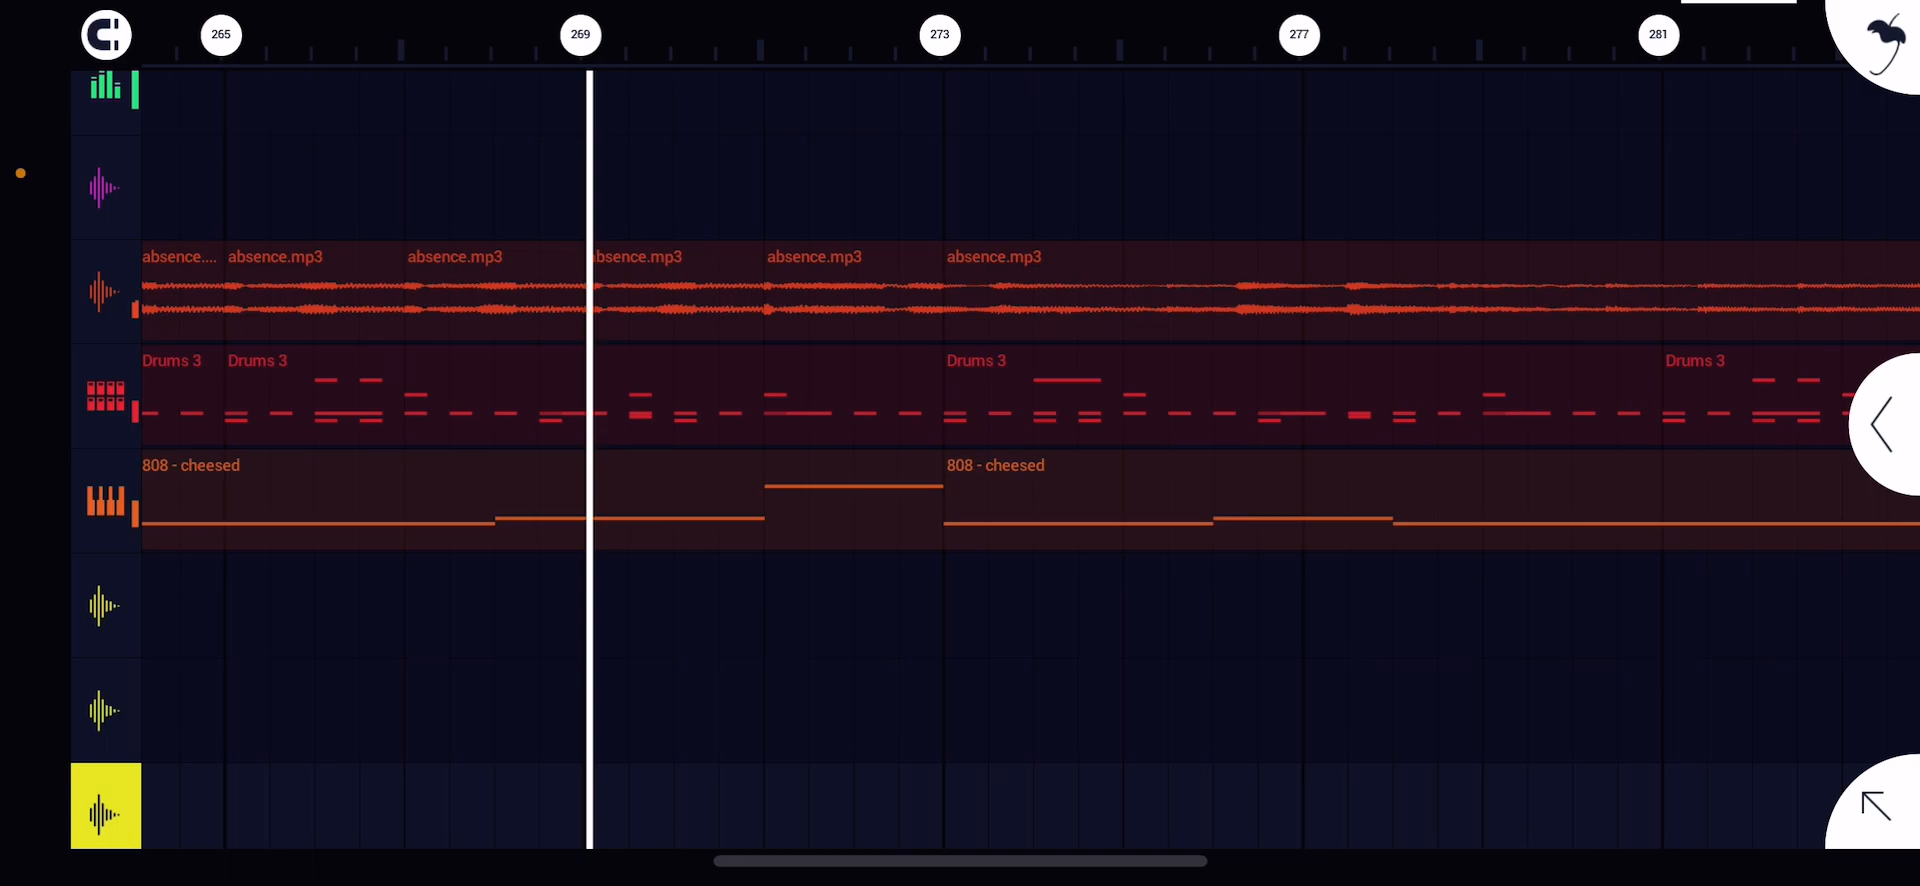 265 269 273 277 281
absence.... absence.mp3 absence.mp3 absence.mp3 absence.mp3 absence.mp3
Drums 3 Drums 3 Drums 3 Drums 3
808 - cheesed 808 - cheesed